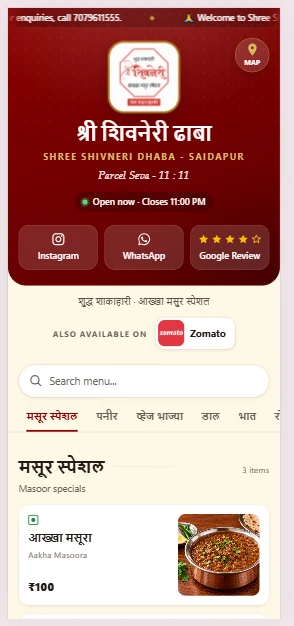 enquiries, call 7079611555. ✦ 🙏 Welcome to Shree
MAP
शुद्ध शाकाहारी
शिवनेरी
श्री शिवनेरी ढाबा
SHREE SHIVNERI DHABA - SAIDAPUR
Parcel Seva - 11 : 11
Open now · Closes 11:00 PM
Instagram
WhatsApp
Google Review
शुद्ध शाकाहारी · आख्खा मसूर स्पेशल
ALSO AVAILABLE ON
zomato
Zomato
Search menu...
मसूर स्पेशल पनीर व्हेज भाज्या डाळ भात
मसूर स्पेशल
3 items
Masoor specials
आख्खा मसूरा
Aakha Masoora
₹100